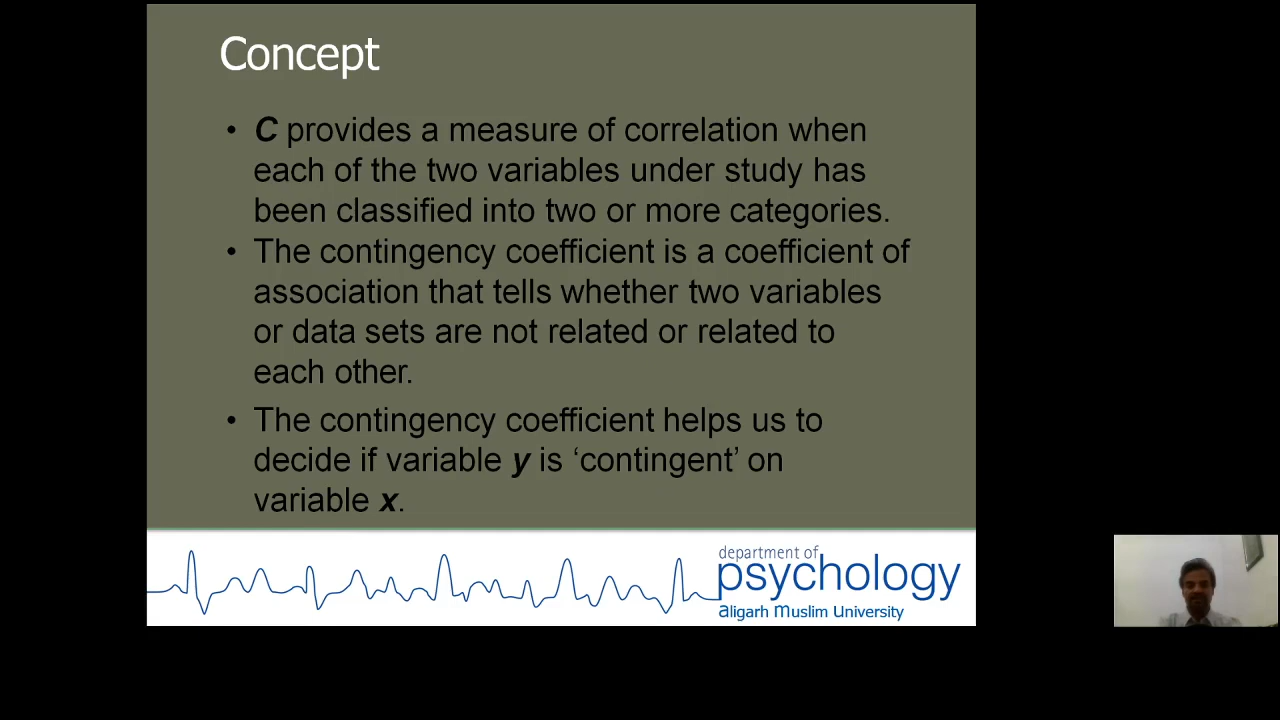 Concept
• C provides a measure of correlation when
each of the two variables under study has
been classified into two or more categories.
• The contingency coefficient is a coefficient of
association that tells whether two variables
or data sets are not related or related to
each other.
• The contingency coefficient helps us to
decide if variable y is ‘contingent’ on
variable x.
department of
psychology
aligarh muslim university